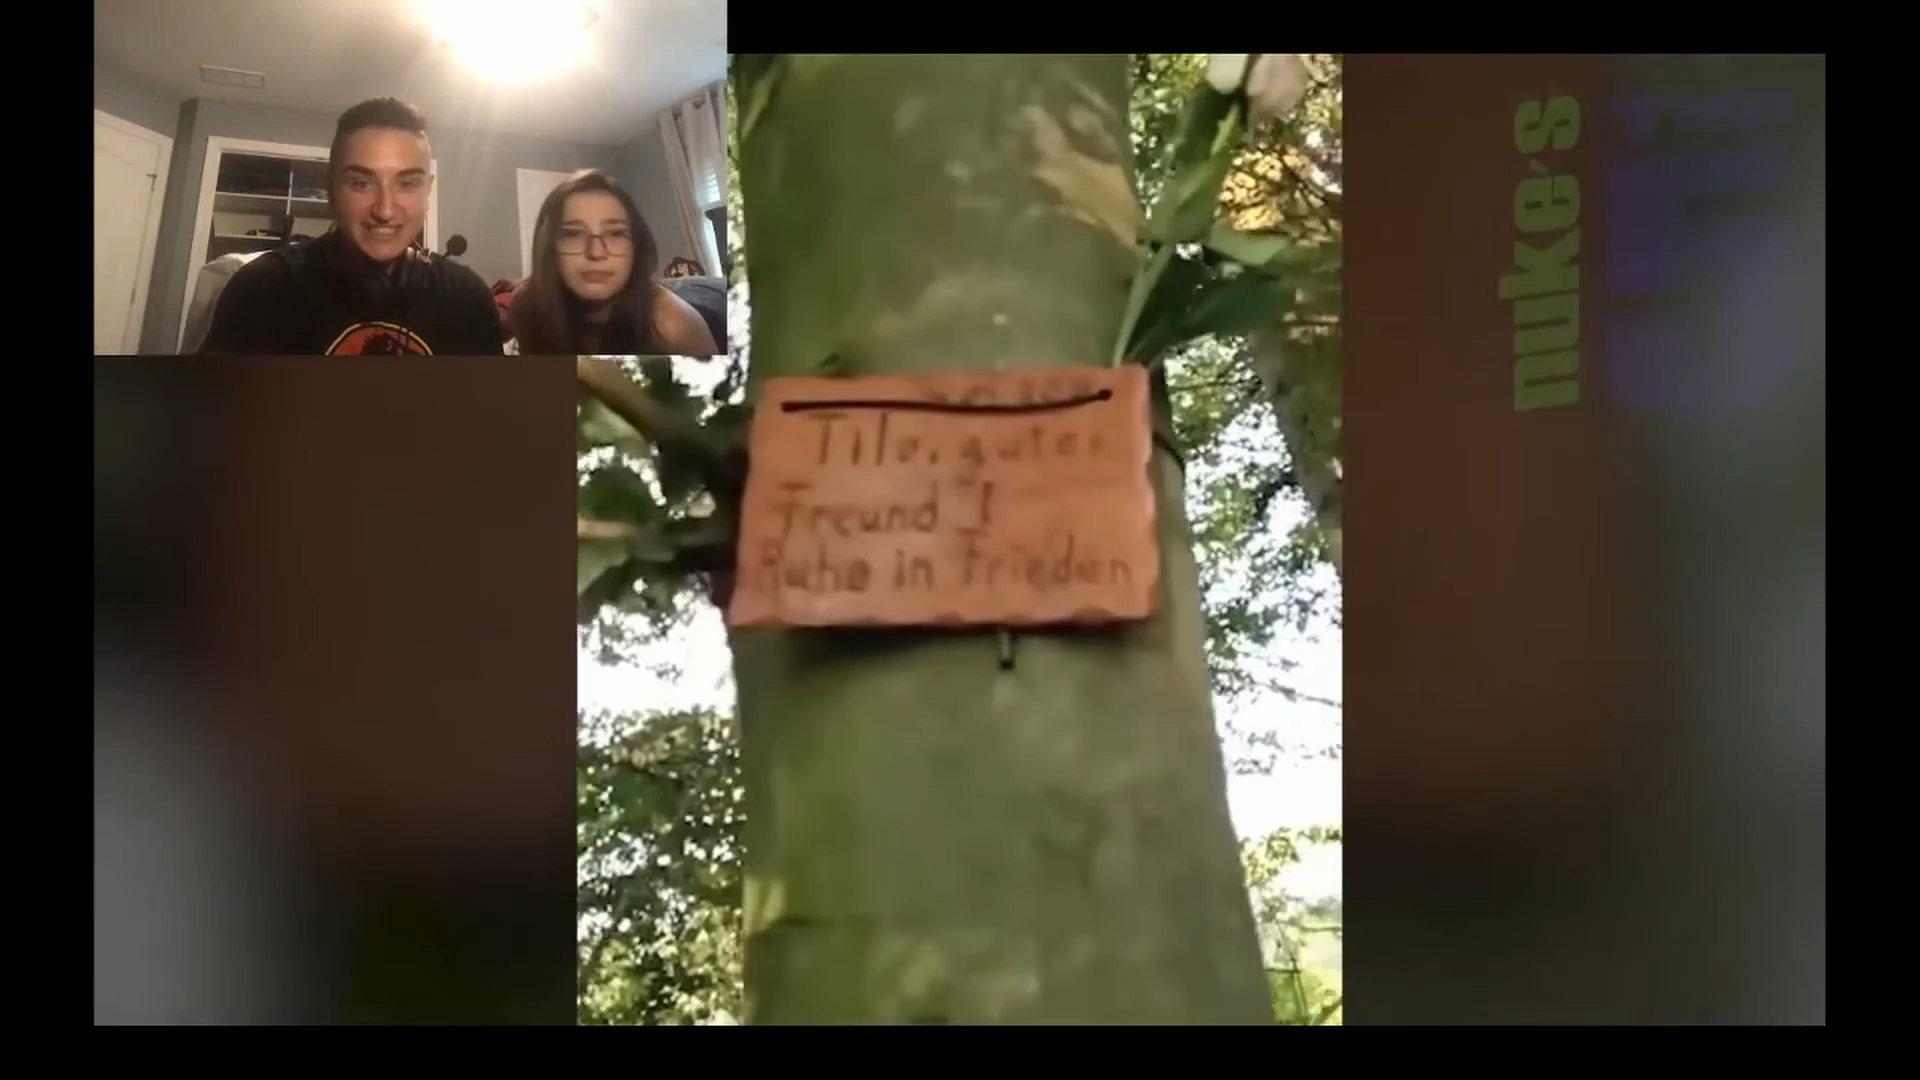 Tilo, guter
Freund !
Ruhe in Frieden
nuke's